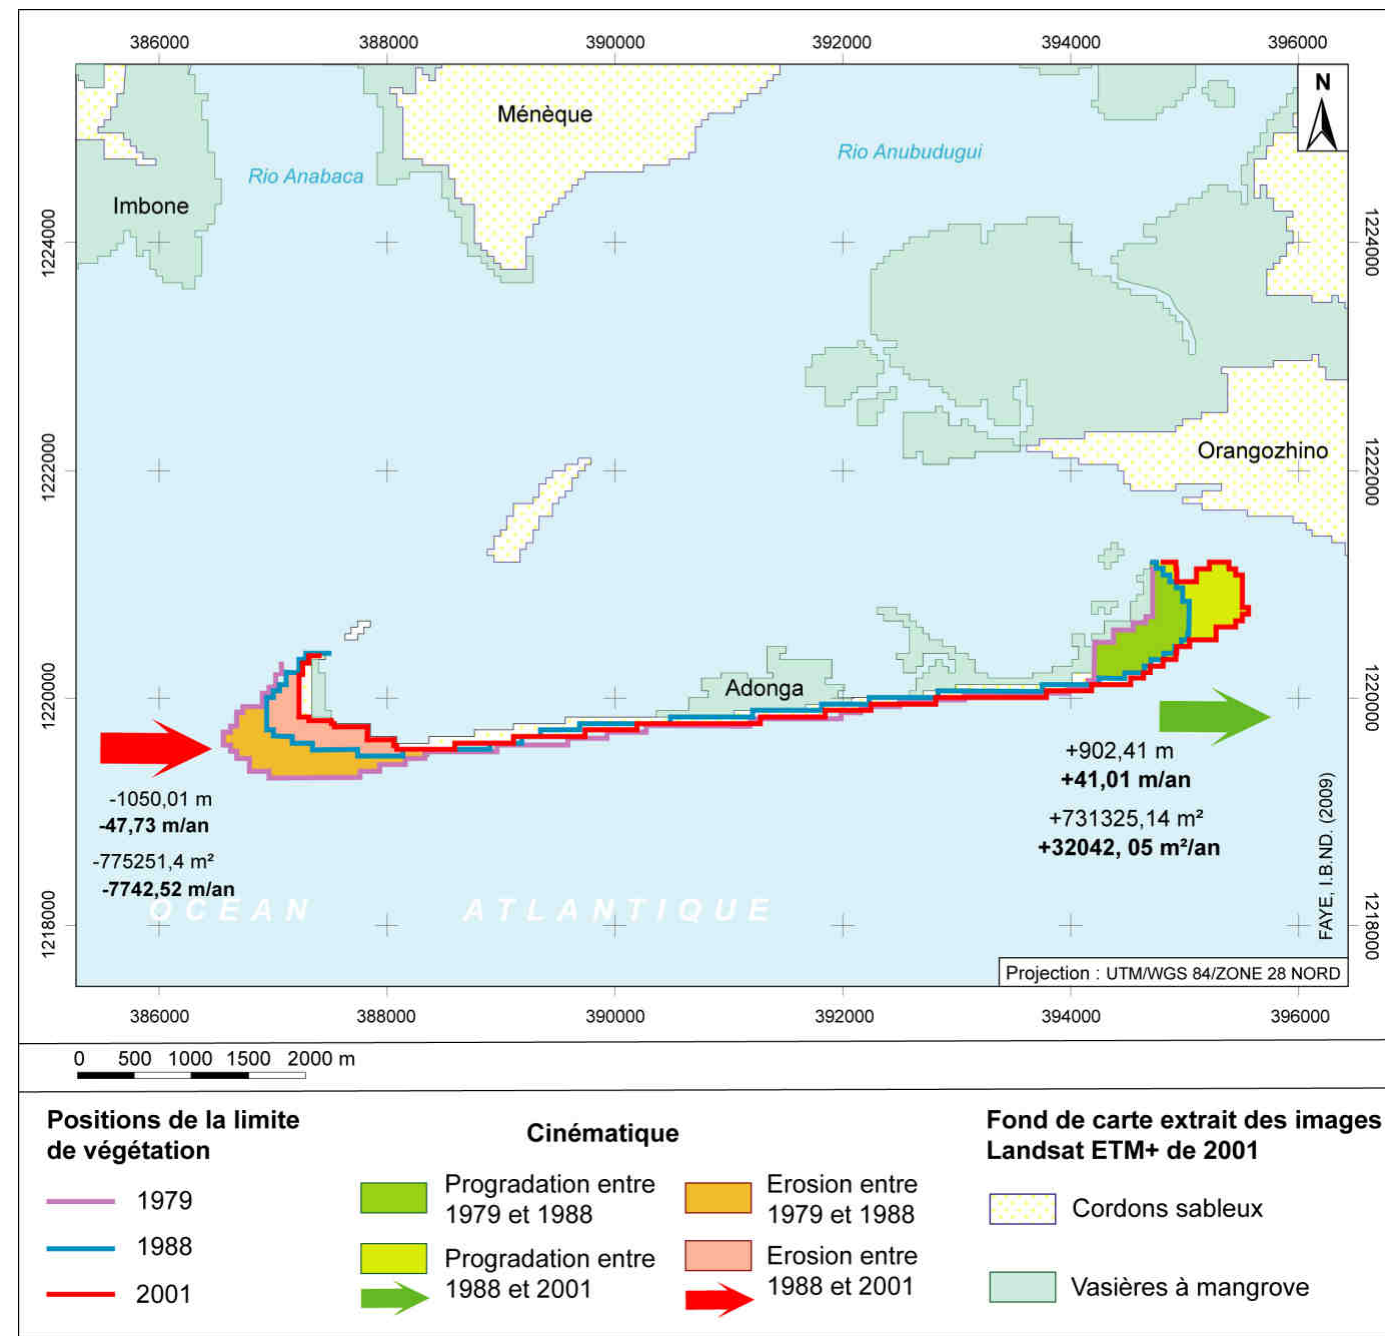 386000 388000 390000 392000 394000 396000
N
Ménèque
Rio Anubudugui
Rio Anabaca
Imbone
1224000
1224000
Orangozhino
1222000
1222000
Adonga
1220000
1220000
+902,41 m
+41,01 m/an
-1050,01 m
-47,73 m/an
+731325,14 m²
+32042, 05 m²/an
-775251,4 m²
-7742,52 m/an
OCEAN ATLANTIQUE
FAYE, I.B.ND. (2009)
1218000
1218000
Projection : UTM/WGS 84/ZONE 28 NORD
386000 388000 390000 392000 394000 396000
0 500 1000 1500 2000 m
Positions de la limite
de végétation
1979
1988
2001
Cinématique
Progradation entre
1979 et 1988
Progradation entre
1988 et 2001
Erosion entre
1979 et 1988
Erosion entre
1988 et 2001
Fond de carte extrait des images
Landsat ETM+ de 2001
Cordons sableux
Vasières à mangrove